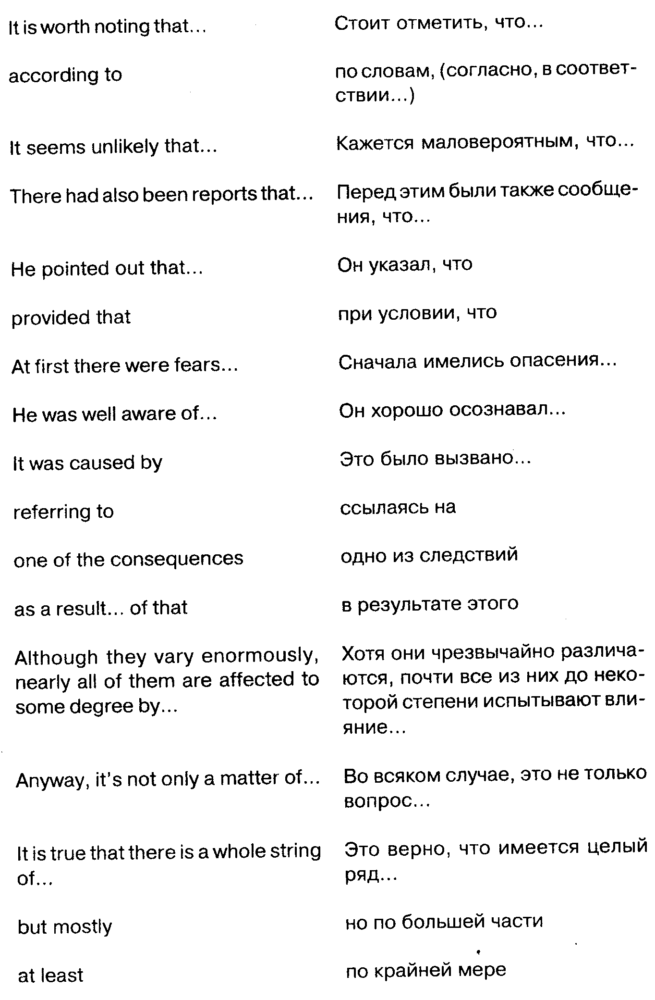 It is worth noting that...
Стоит отметить, что...
according to
по словам, (согласно, в соответ-
ствии...)
It seems unlikely that...
Кажется маловероятным, что...
There had also been reports that...
Перед этим были также сообще-
ния, что...
He pointed out that...
Он указал, что
provided that
при условии, что
At first there were fears...
Сначала имелись опасения...
He was well aware of...
Он хорошо осознавал...
It was caused by
Это было вызвано...
referring to
ссылаясь на
one of the consequences
одно из следствий
as a result... of that
в результате этого
Although they vary enormously,
nearly all of them are affected to
some degree by...
Хотя они чрезвычайно различа-
ются, почти все из них до неко-
торой степени испытывают вли-
яние...
Anyway, it's not only a matter of...
Во всяком случае, это не только
вопрос...
It is true that there is a whole string
of...
Это верно, что имеется целый
ряд...
but mostly
но по большей части
at least
по крайней мере